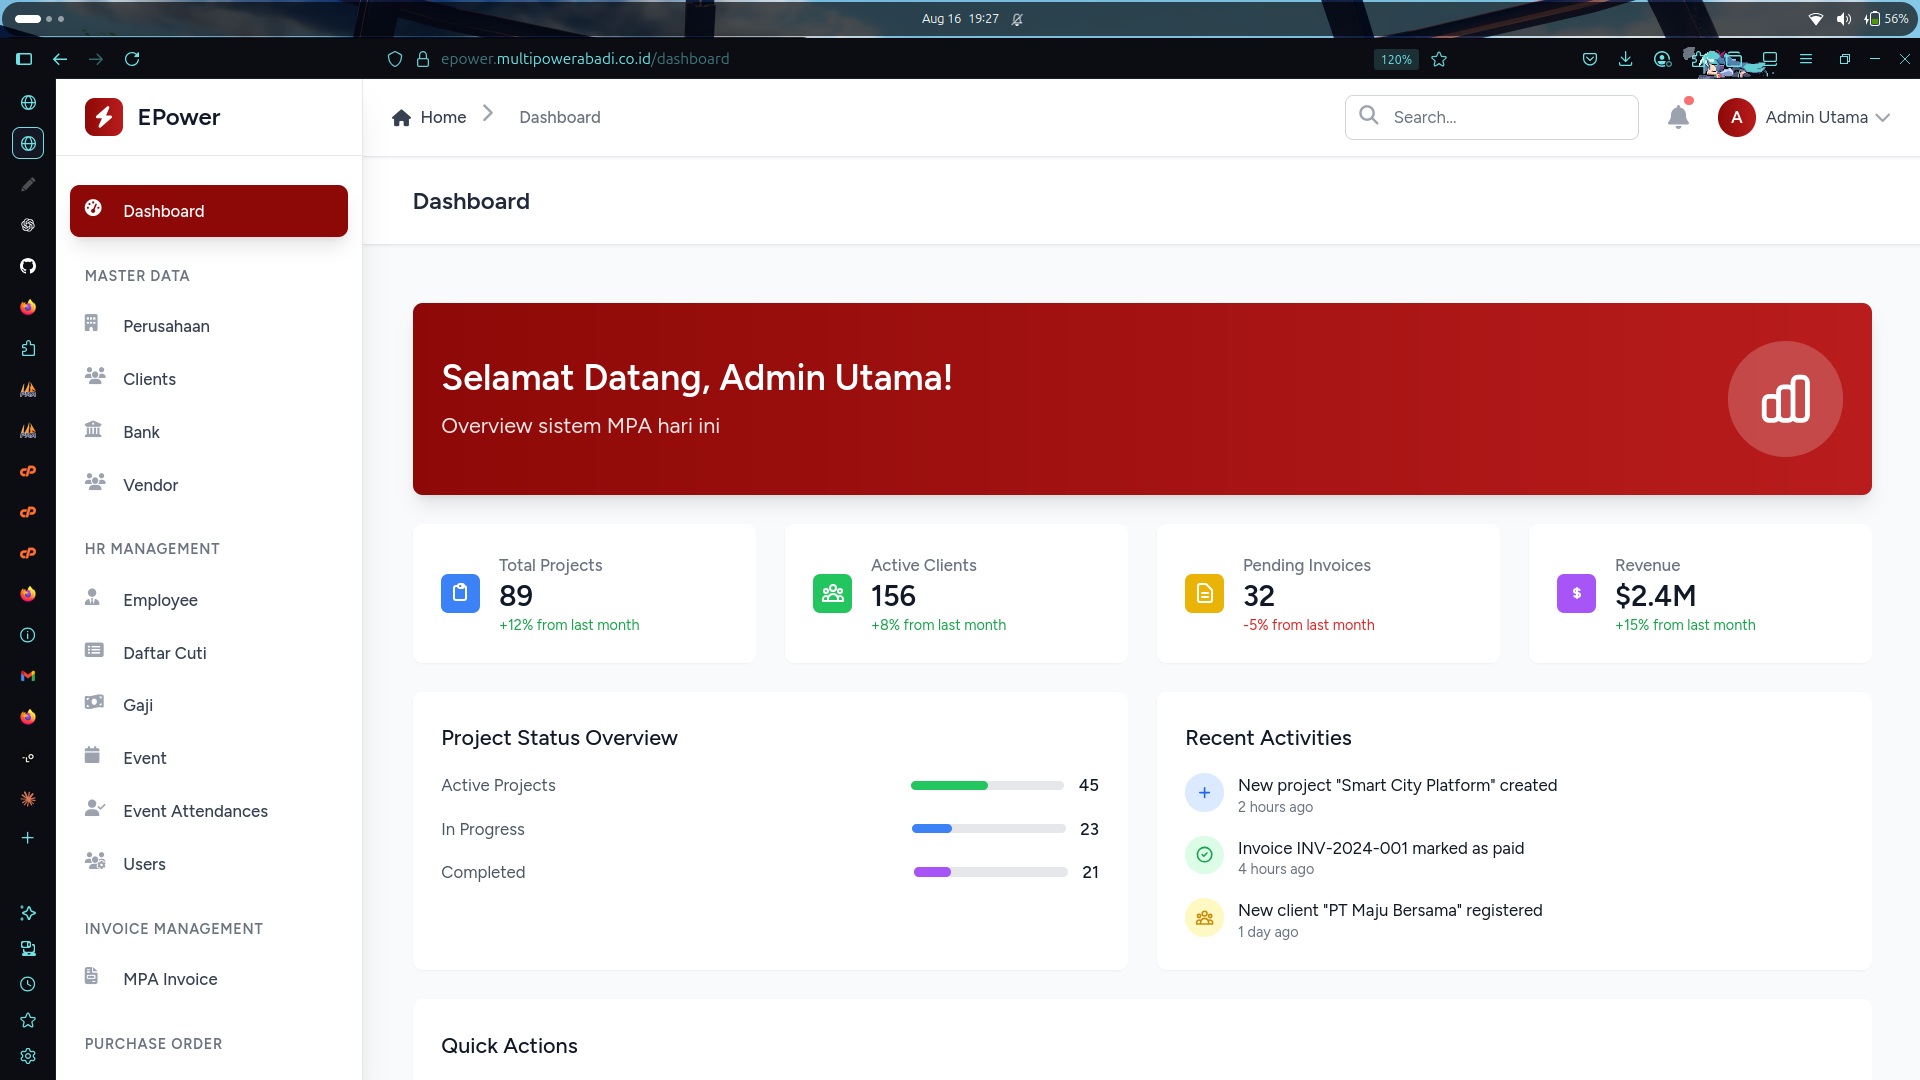 Aug 16 19:27
56%
epower.multipowerabadi.co.id/dashboard
120%
EPower
Home
Dashboard
Search...
A
Admin Utama
Dashboard
MASTER DATA
Perusahaan
Clients
Bank
Vendor
HR MANAGEMENT
Employee
Daftar Cuti
Gaji
Event
Event Attendances
Users
INVOICE MANAGEMENT
MPA Invoice
PURCHASE ORDER
Dashboard
Selamat Datang, Admin Utama!
Overview sistem MPA hari ini
Total Projects
89
+12% from last month
Active Clients
156
+8% from last month
Pending Invoices
32
-5% from last month
$
Revenue
$2.4M
+15% from last month
Project Status Overview
Active Projects 45
In Progress 23
Completed 21
Recent Activities
New project "Smart City Platform" created
2 hours ago
Invoice INV-2024-001 marked as paid
4 hours ago
New client "PT Maju Bersama" registered
1 day ago
Quick Actions